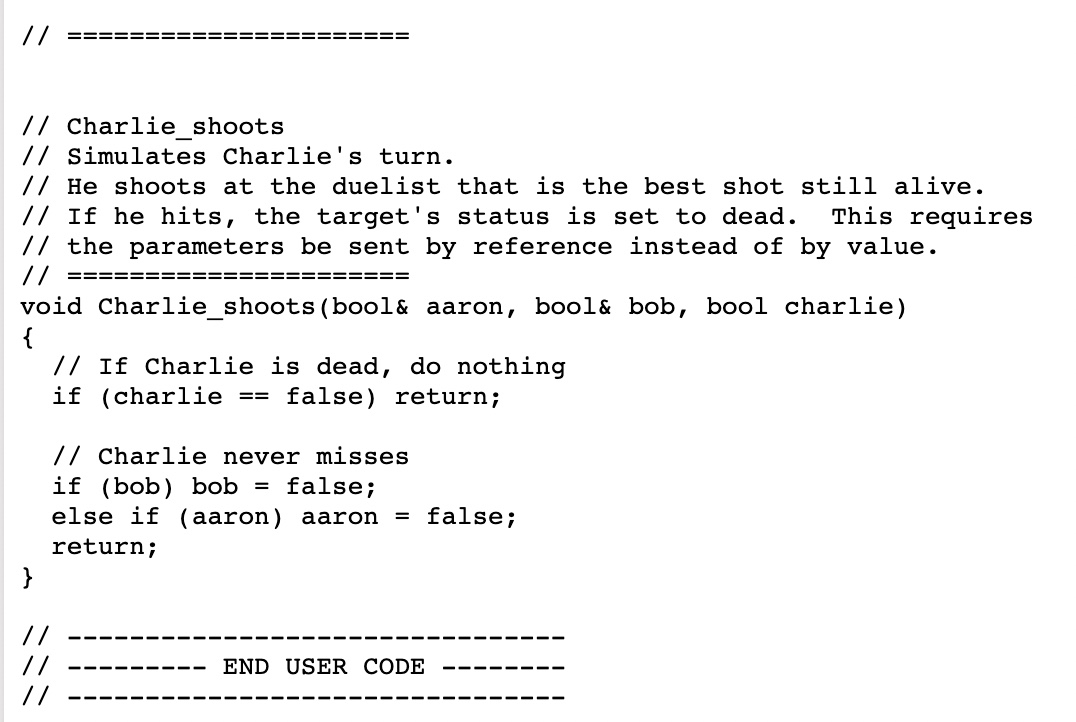 // ======================
// Charlie_shoots
// Simulates Charlie's turn.
// He shoots at the duelist that is the best shot still alive.
// If he hits, the target's status is set to dead.  This requires
// the parameters be sent by reference instead of by value.
// ======================
void Charlie_shoots(bool& aaron, bool& bob, bool charlie)
{
  // If Charlie is dead, do nothing
  if (charlie == false) return;
  // Charlie never misses
  if (bob) bob = false;
  else if (aaron) aaron = false;
  return;
}
// --------------------------------
// --------- END USER CODE --------
// --------------------------------